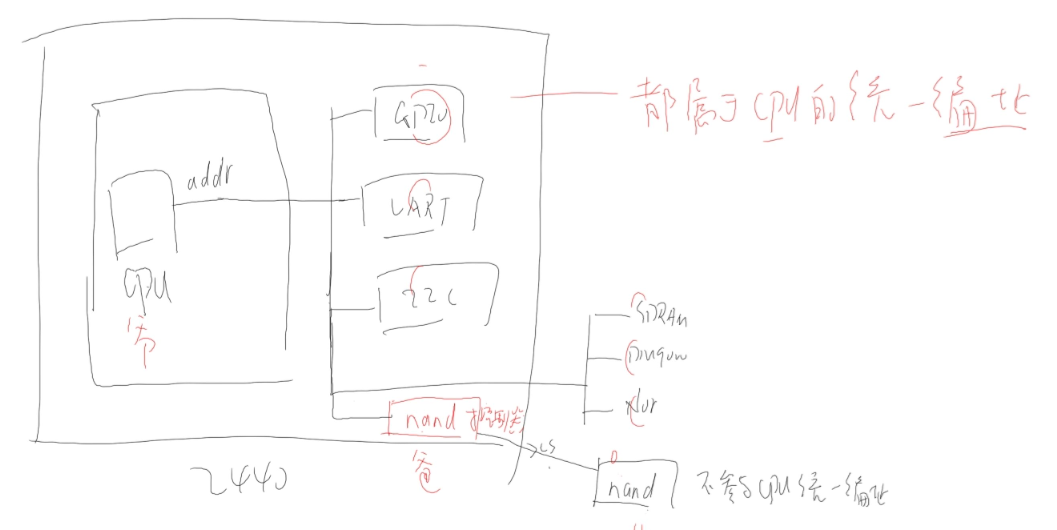 GPIO
都属于CPU的统一编址
addr
UART
CPU
I2C
SDRAM
Nor
nand 控制器
CS
nand
不参与CPU统一编址
2440